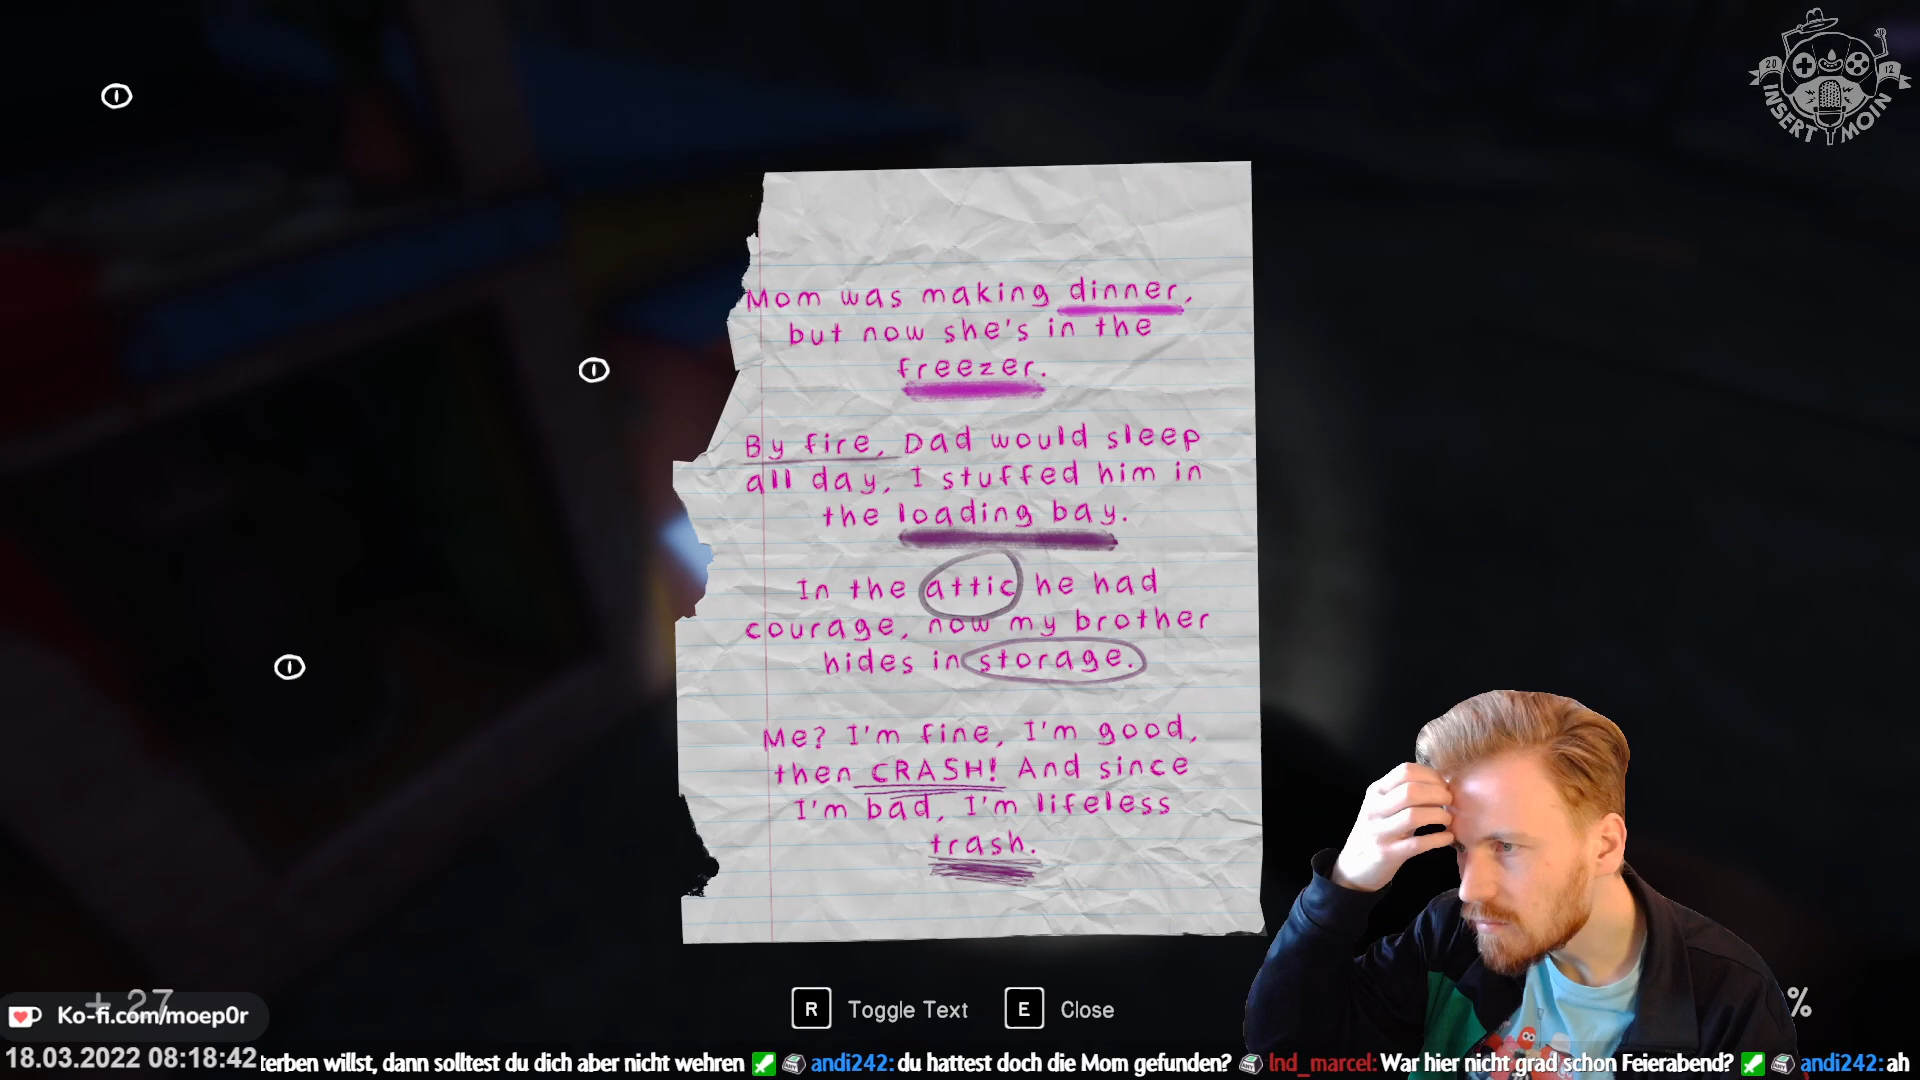 20 12
INSERT MOIN
Mom was making dinner,
but now she's in the
freezer.
By fire, Dad would sleep
all day, I stuffed him in
the loading bay.
In the attic he had
courage, now my brother
hides in storage.
Me? I'm fine, I'm good,
then CRASH! And since
I'm bad, I'm lifeless
trash.
R Toggle Text E Close
+ 27
%
Ko-fi.com/moep0r
18.03.2022 08:18:42 terben willst, dann solltest du dich aber nicht wehren andi242: du hattest doch die Mom gefunden? lnd_marcel: War hier nicht grad schon Feierabend? andi242: ah